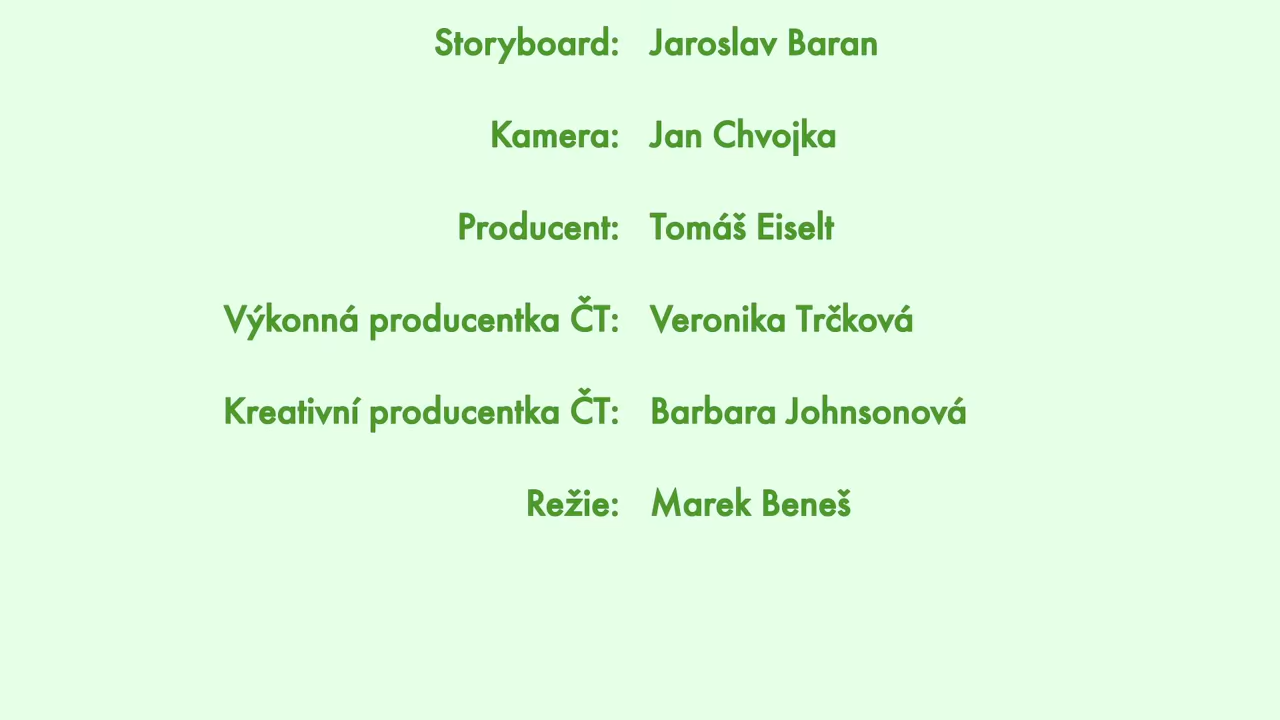 Storyboard: Jaroslav Baran
Kamera: Jan Chvojka
Producent: Tomáš Eiselt
Výkonná producentka ČT: Veronika Trčková
Kreativní producentka ČT: Barbara Johnsonová
Režie: Marek Beneš